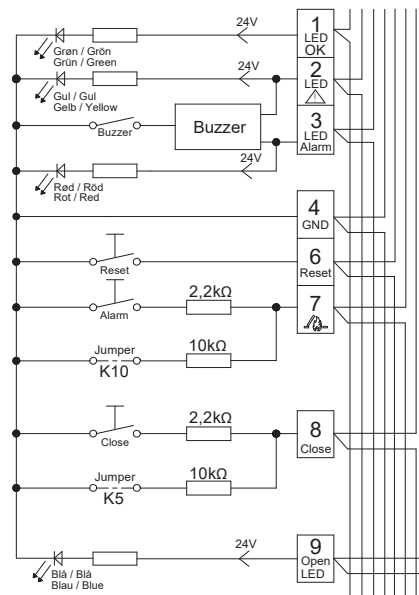 24V
1
LED
OK
Grøn / Grön
Grün / Green
24V
2
LED
Gul / Gul
Gelb / Yellow
Buzzer
Buzzer
3
LED
Alarm
24V
Rød / Röd
Rot / Red
4
GND
6
Reset
Reset
2,2kΩ
7
Alarm
Jumper
10kΩ
K10
2,2kΩ
8
Close
Close
Jumper
10kΩ
K5
24V
9
Open
LED
Blå / Blå
Blau / Blue